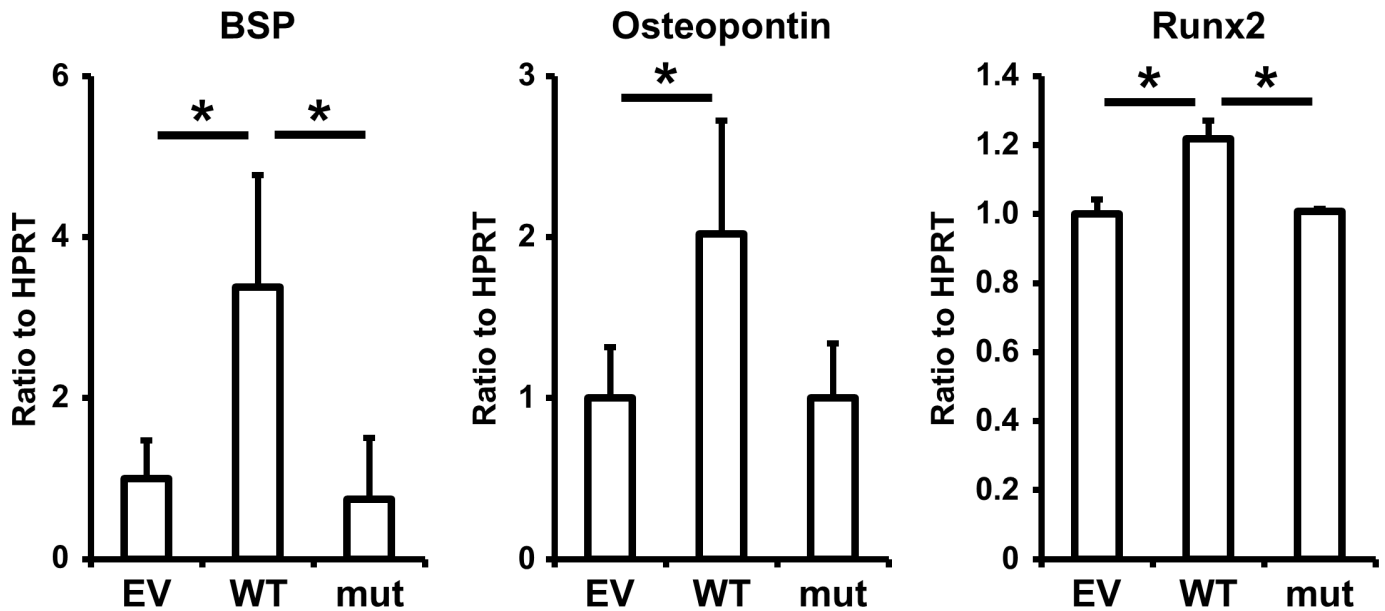 BSP
Ratio to HPRT
6
4
2
0
*
*
EV WT mut
Osteopontin
Ratio to HPRT
3
2
1
0
*
EV WT mut
Runx2
Ratio to HPRT
1.4
1.2
1.0
0.8
0.6
0.4
0.2
0
*
*
EV WT mut